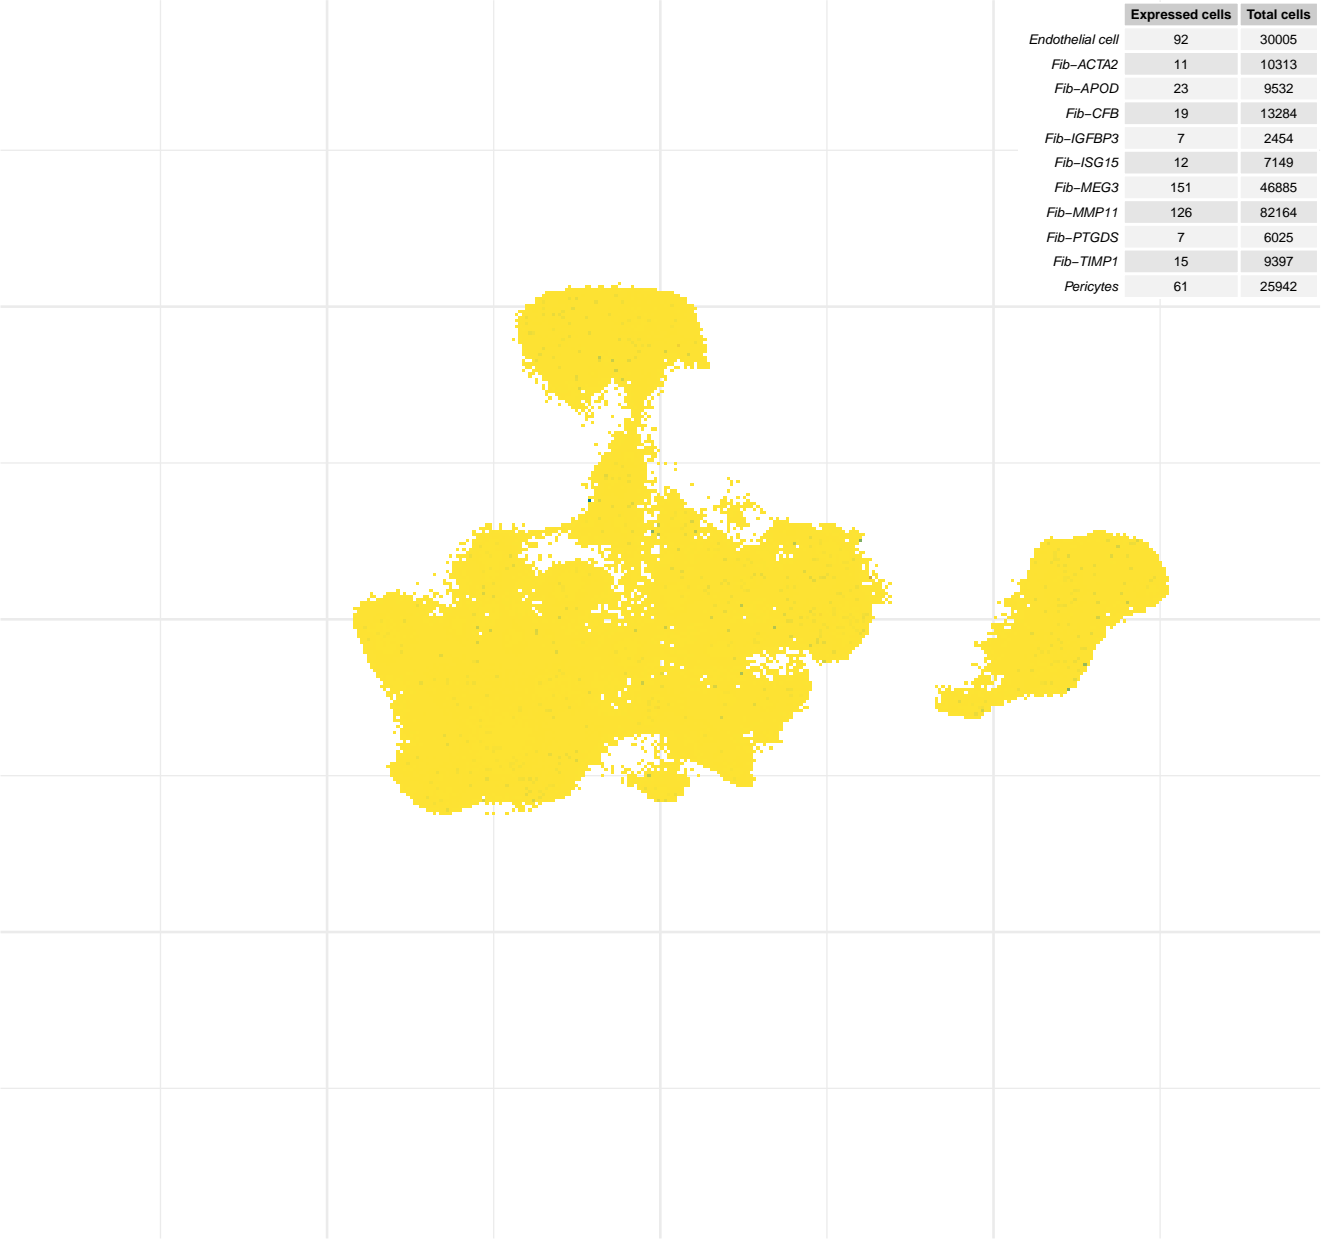 Expressed cells Total cells
Endothelial cell 92 30005
Fib−ACTA2 11 10313
Fib−APOD 23 9532
Fib−CFB 19 13284
Fib−IGFBP3 7 2454
Fib−ISG15 12 7149
Fib−MEG3 151 46885
Fib−MMP11 126 82164
Fib−PTGDS 7 6025
Fib−TIMP1 15 9397
Pericytes 61 25942